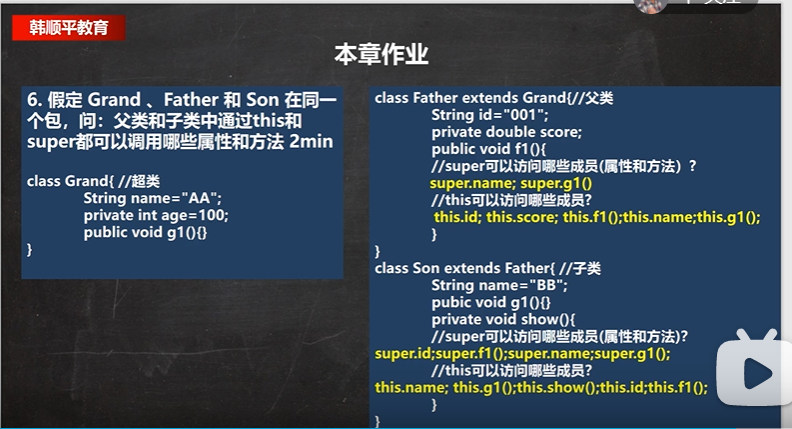 韩顺平教育
本章作业
6. 假定 Grand 、Father 和 Son 在同一
个包，问：父类和子类中通过this和
super都可以调用哪些属性和方法 2min
class Grand{ //超类
String name="AA";
private int age=100;
public void g1(){}
}
class Father extends Grand{//父类
String id="001";
private double score;
public void f1(){
//super可以访问哪些成员(属性和方法）?
super.name; super.g1()
//this可以访问哪些成员?
this.id; this.score; this.f1();this.name;this.g1();
}
}
class Son extends Father{ //子类
String name="BB";
pubic void g1(){}
private void show(){
//super可以访问哪些成员(属性和方法)?
super.id;super.f1();super.name;super.g1();
//this可以访问哪些成员?
this.name; this.g1();this.show();this.id;this.f1();
}
}